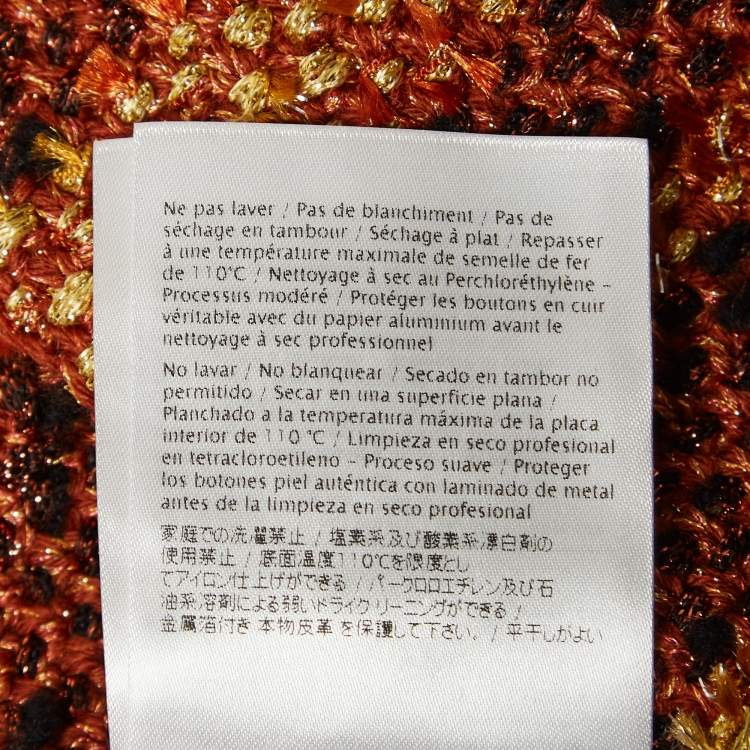 Ne pas laver / Pas de blanchiment / Pas de
séchage en tambour / Séchage à plat / Repasser
à une température maximale de semelle de fer
de 110°C / Nettoyage à sec au Perchloréthylène –
Processus modéré / Protéger les boutons en cuir
véritable avec du papier aluminium avant le
nettoyage à sec professionnel
No lavar / No blanquear / Secado en tambor no
permitido / Secar en una superficie plana /
Planchado a la temperatura máxima de la placa
interior de 110 °C / Limpieza en seco profesional
en tetracloroetileno – Proceso suave / Proteger
los botones piel auténtica con laminado de metal
antes de la limpieza en seco profesional
家庭での洗濯禁止 / 塩素系及び酸素系漂白剤の
使用禁止 / 底面温度110℃を限度とし
てアイロン仕上げができる / パークロロエチレン及び石
油系溶剤による弱いドライクリーニングができる /
金属箔付き 本物皮革 を保護して下さい。 / 平干しがよい